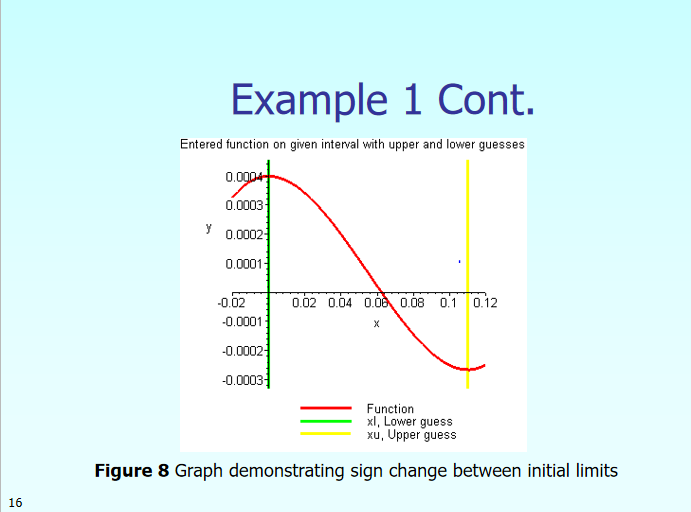 Example 1 Cont.
Entered function on given interval with upper and lower guesses
0.0004
0.0003
y
0.0002
0.0001
-0.02 0.02 0.04 0.06 0.08 0.1 0.12
x
-0.0001
-0.0002
-0.0003
Function
xl, Lower guess
xu, Upper guess
Figure 8 Graph demonstrating sign change between initial limits
16